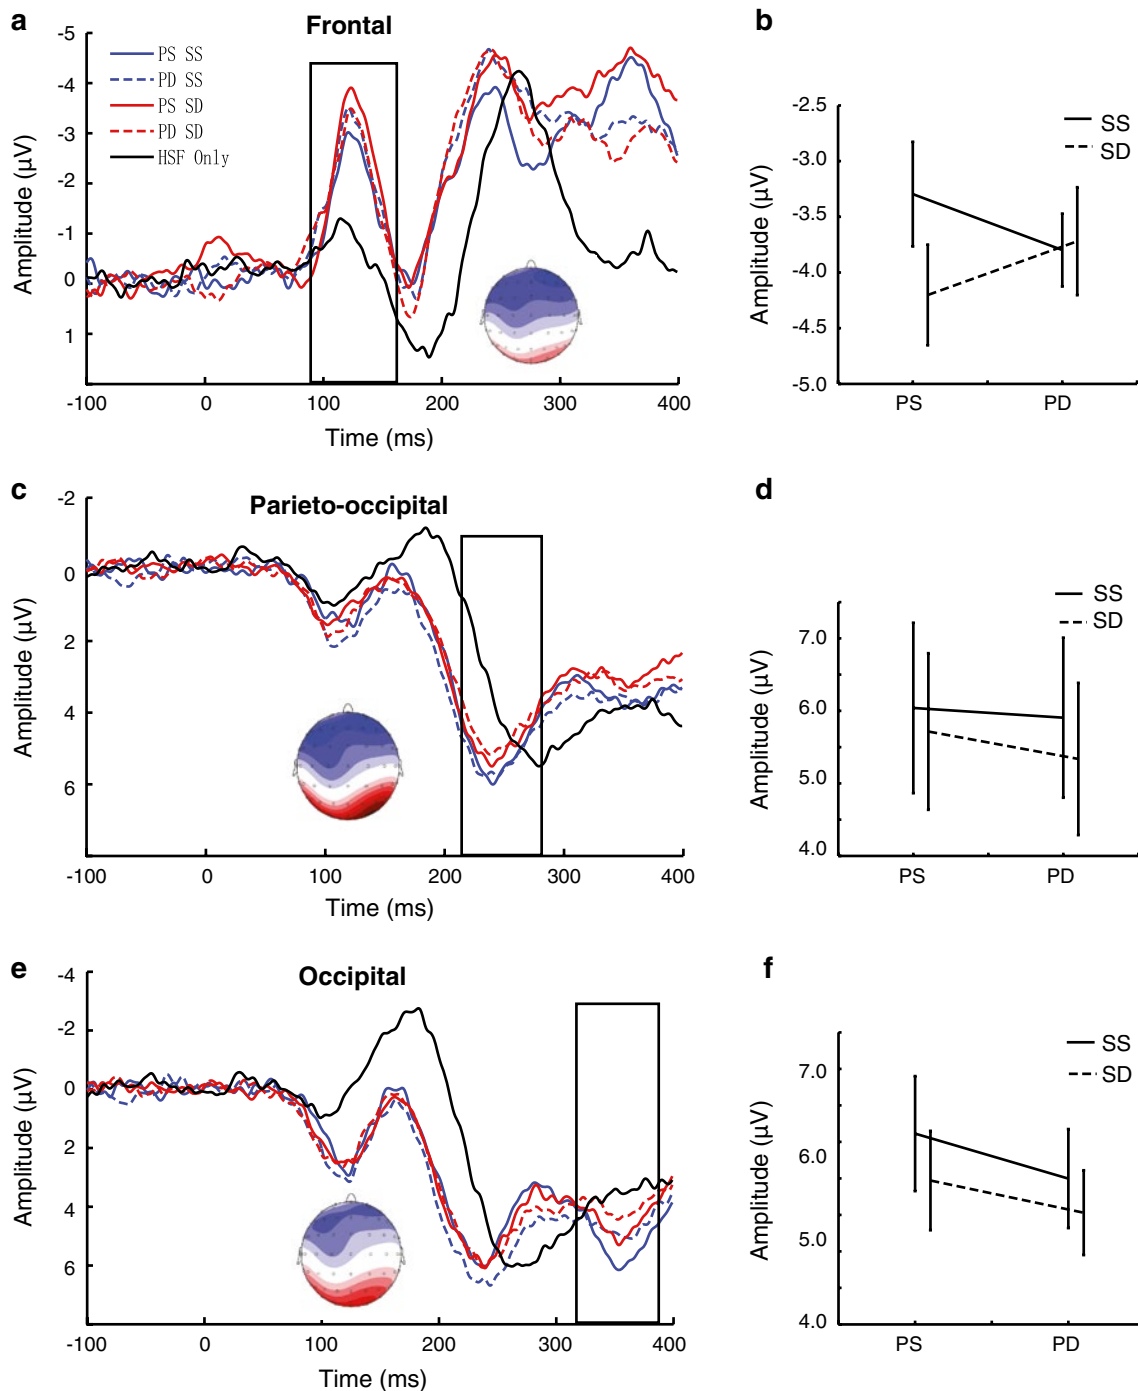 a
Frontal
-5
-4
-3
-2
-1
0
1
Amplitude (µV)
PS SS
PD SS
PS SD
PD SD
HSF Only
-100 0 100 200 300 400
Time (ms)
b
-2.5
-3.0
-3.5
-4.0
-4.5
-5.0
Amplitude (µV)
SS
SD
PS PD
c
Parieto-occipital
-2
0
2
4
6
Amplitude (µV)
-100 0 100 200 300 400
Time (ms)
d
7.0
6.0
5.0
4.0
Amplitude (µV)
SS
SD
PS PD
e
Occipital
-4
-2
0
2
4
6
Amplitude (µV)
-100 0 100 200 300 400
Time (ms)
f
7.0
6.0
5.0
4.0
Amplitude (µV)
SS
SD
PS PD